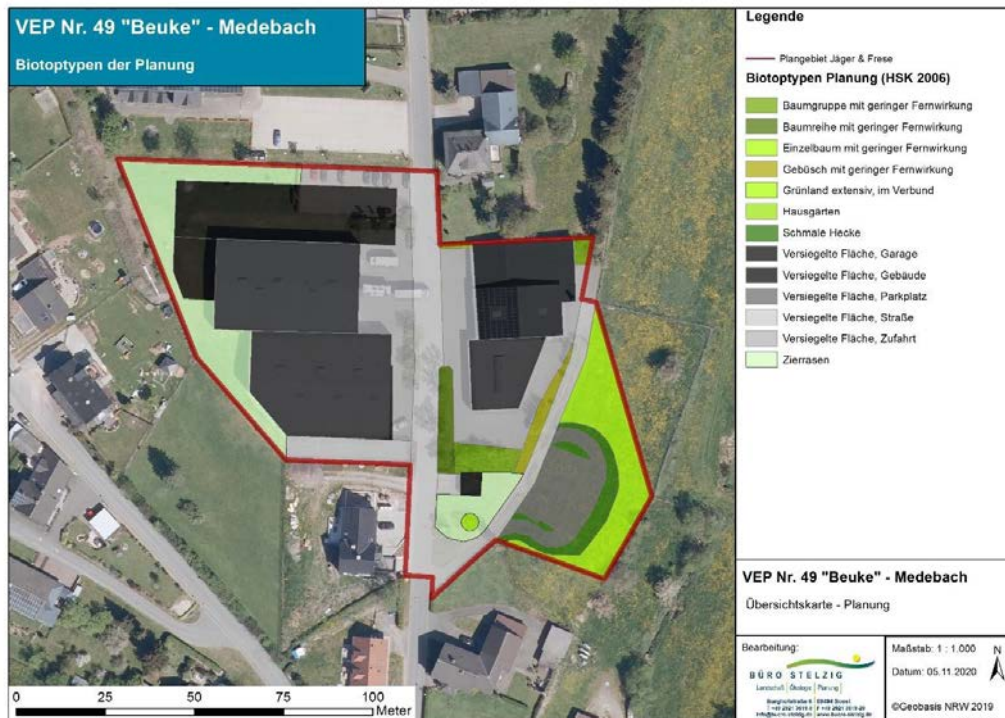 VEP Nr. 49 "Beuke" - Medebach
Biotoptypen der Planung
0 25 50 75 100
Meter
Legende
Plangebiet Jäger & Frese
Biotoptypen Planung (HSK 2006)
Baumgruppe mit geringer Fernwirkung
Baumreihe mit geringer Fernwirkung
Einzelbaum mit geringer Fernwirkung
Gebüsch mit geringer Fernwirkung
Grünland extensiv, im Verbund
Hausgärten
Schmale Hecke
Versiegelte Fläche, Garage
Versiegelte Fläche, Gebäude
Versiegelte Fläche, Parkplatz
Versiegelte Fläche, Straße
Versiegelte Fläche, Zufahrt
Zierrasen
VEP Nr. 49 "Beuke" - Medebach
Übersichtskarte - Planung
Bearbeitung:
BÜRO STELZIG
Landschaft | Ökologie | Planung |
Maßstab: 1 : 1.000
N
Datum: 05.11.2020
©Geobasis NRW 2019